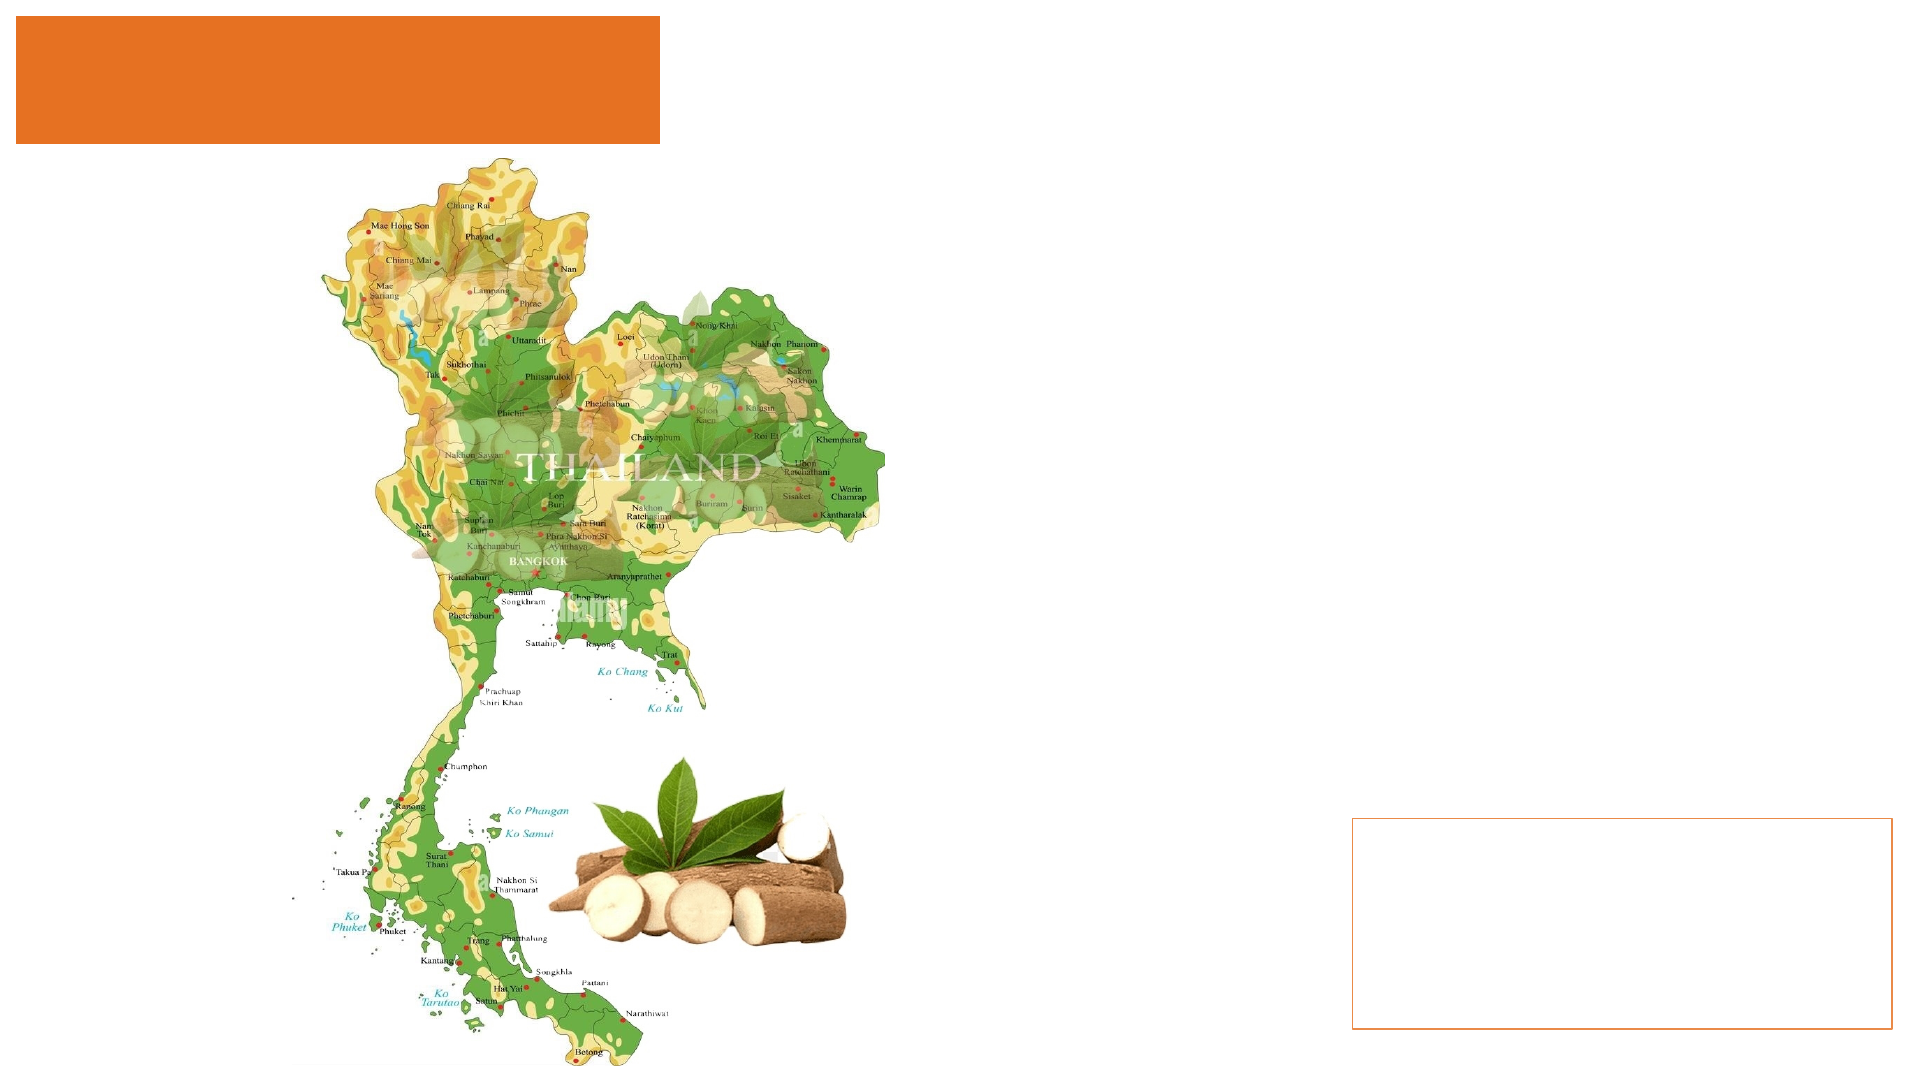 Chiang Rai
Mae Hong Son
Phayad
Chiang Mai
Nan
Mae
Sariang
Lampang
Phrae
Nong Khai
Loei
Uttaradit
Nakhon Phanom
Udon Thani
(Udorn)
Sukhothai
Tak
Phitsanulok
Sakon
Nakhon
Phetchabun
Phichit
Khon
Kaen
Kalasin
Chaiyaphum
Roi Et
Khemmarat
Nakhon Sawan
THAILAND
Ubon
Ratchathani
Chai Nat
Warin
Chamrap
Lop
Buri
Sisaket
Buriram
Surin
Nakhon
Ratchasima
(Korat)
Kantharalak
Suphan
Buri
Sara Buri
Nam
Tok
Phra Nakhon Si
Ayutthaya
Kanchanaburi
BANGKOK
Ratchaburi
Aranyaprathet
Samut
Songkhram
Chon Buri
alamy
Phetchaburi
Sattahip
Rayong
Trat
Ko Chang
Prachuap
Khiri Khan
Ko Kut
Chumphon
Ranong
Ko Phangan
Ko Samui
Surat
Thani
Takua Pa
Nakhon Si
Thammarat
Ko
Phuket
Phuket
Trang
Phatthalung
Kantang
Songkhla
Pattani
Hat Yai
Ko
Tarutao
Satun
Narathiwat
Betong